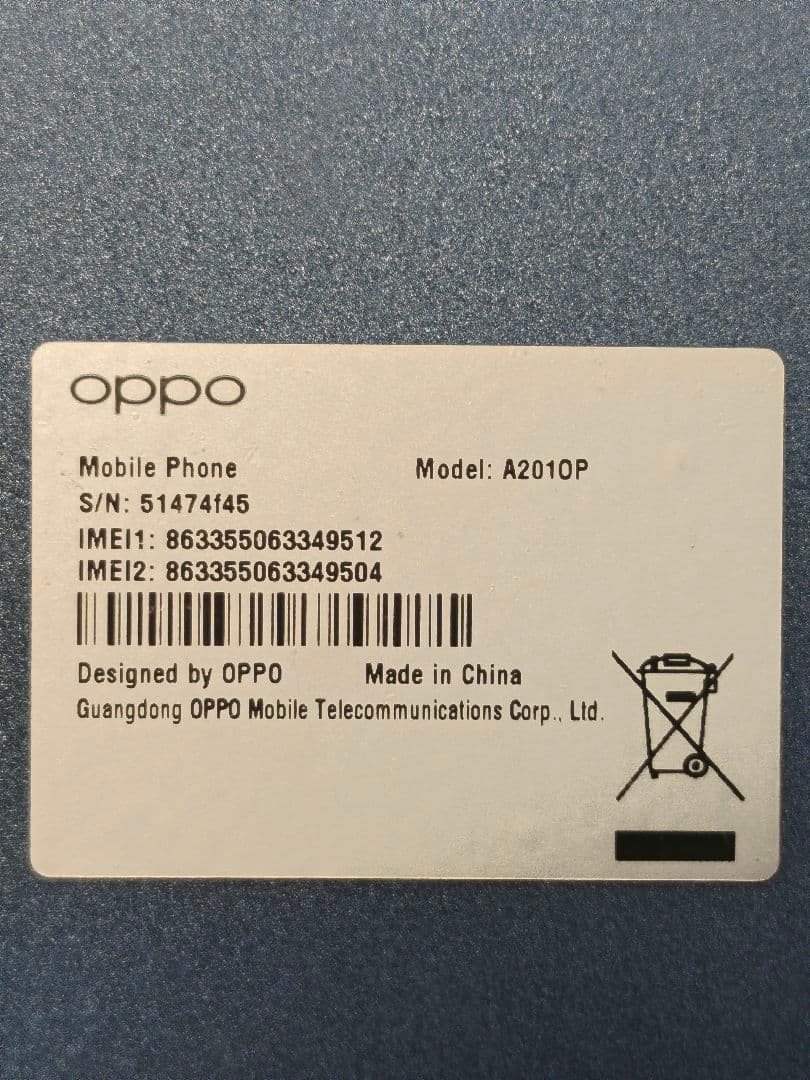 oppo
Mobile Phone Model: A201OP
S/N: 51474f45
IMEI1: 863355063349512
IMEI2: 863355063349504
Designed by OPPO Made in China
Guangdong OPPO Mobile Telecommunications Corp., Ltd.